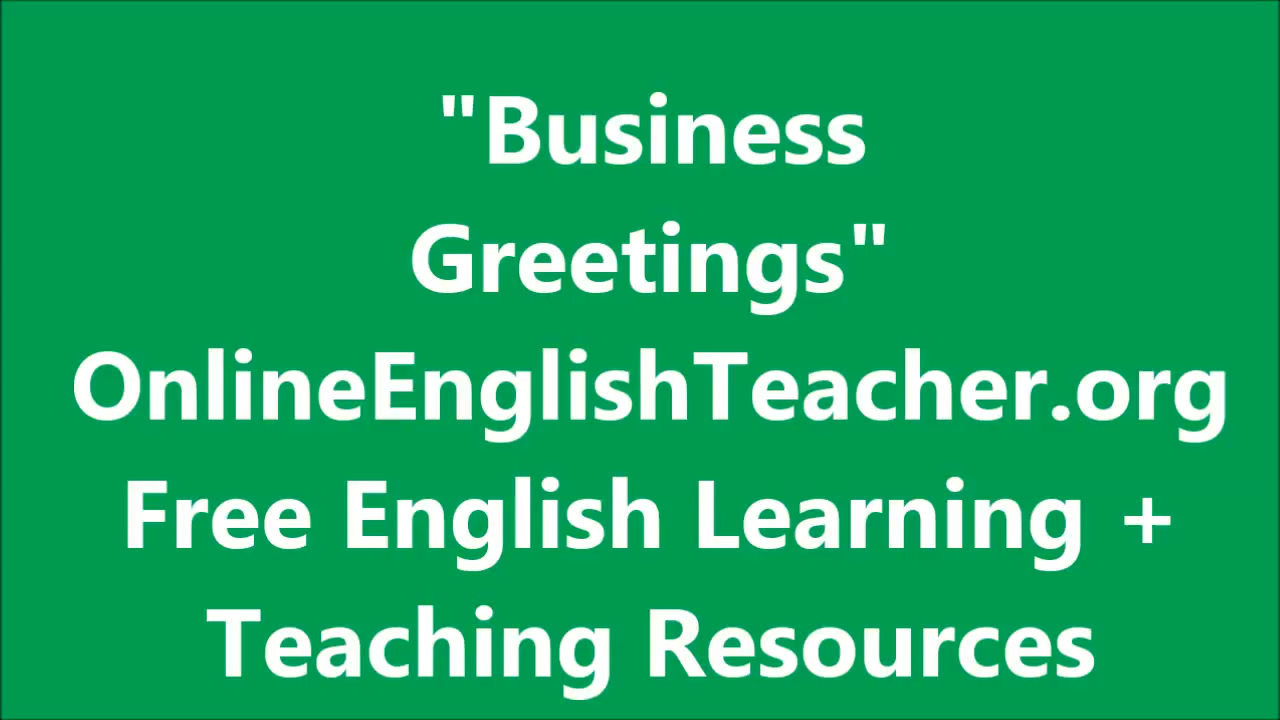 "Business
Greetings"
OnlineEnglishTeacher.org
Free English Learning +
Teaching Resources